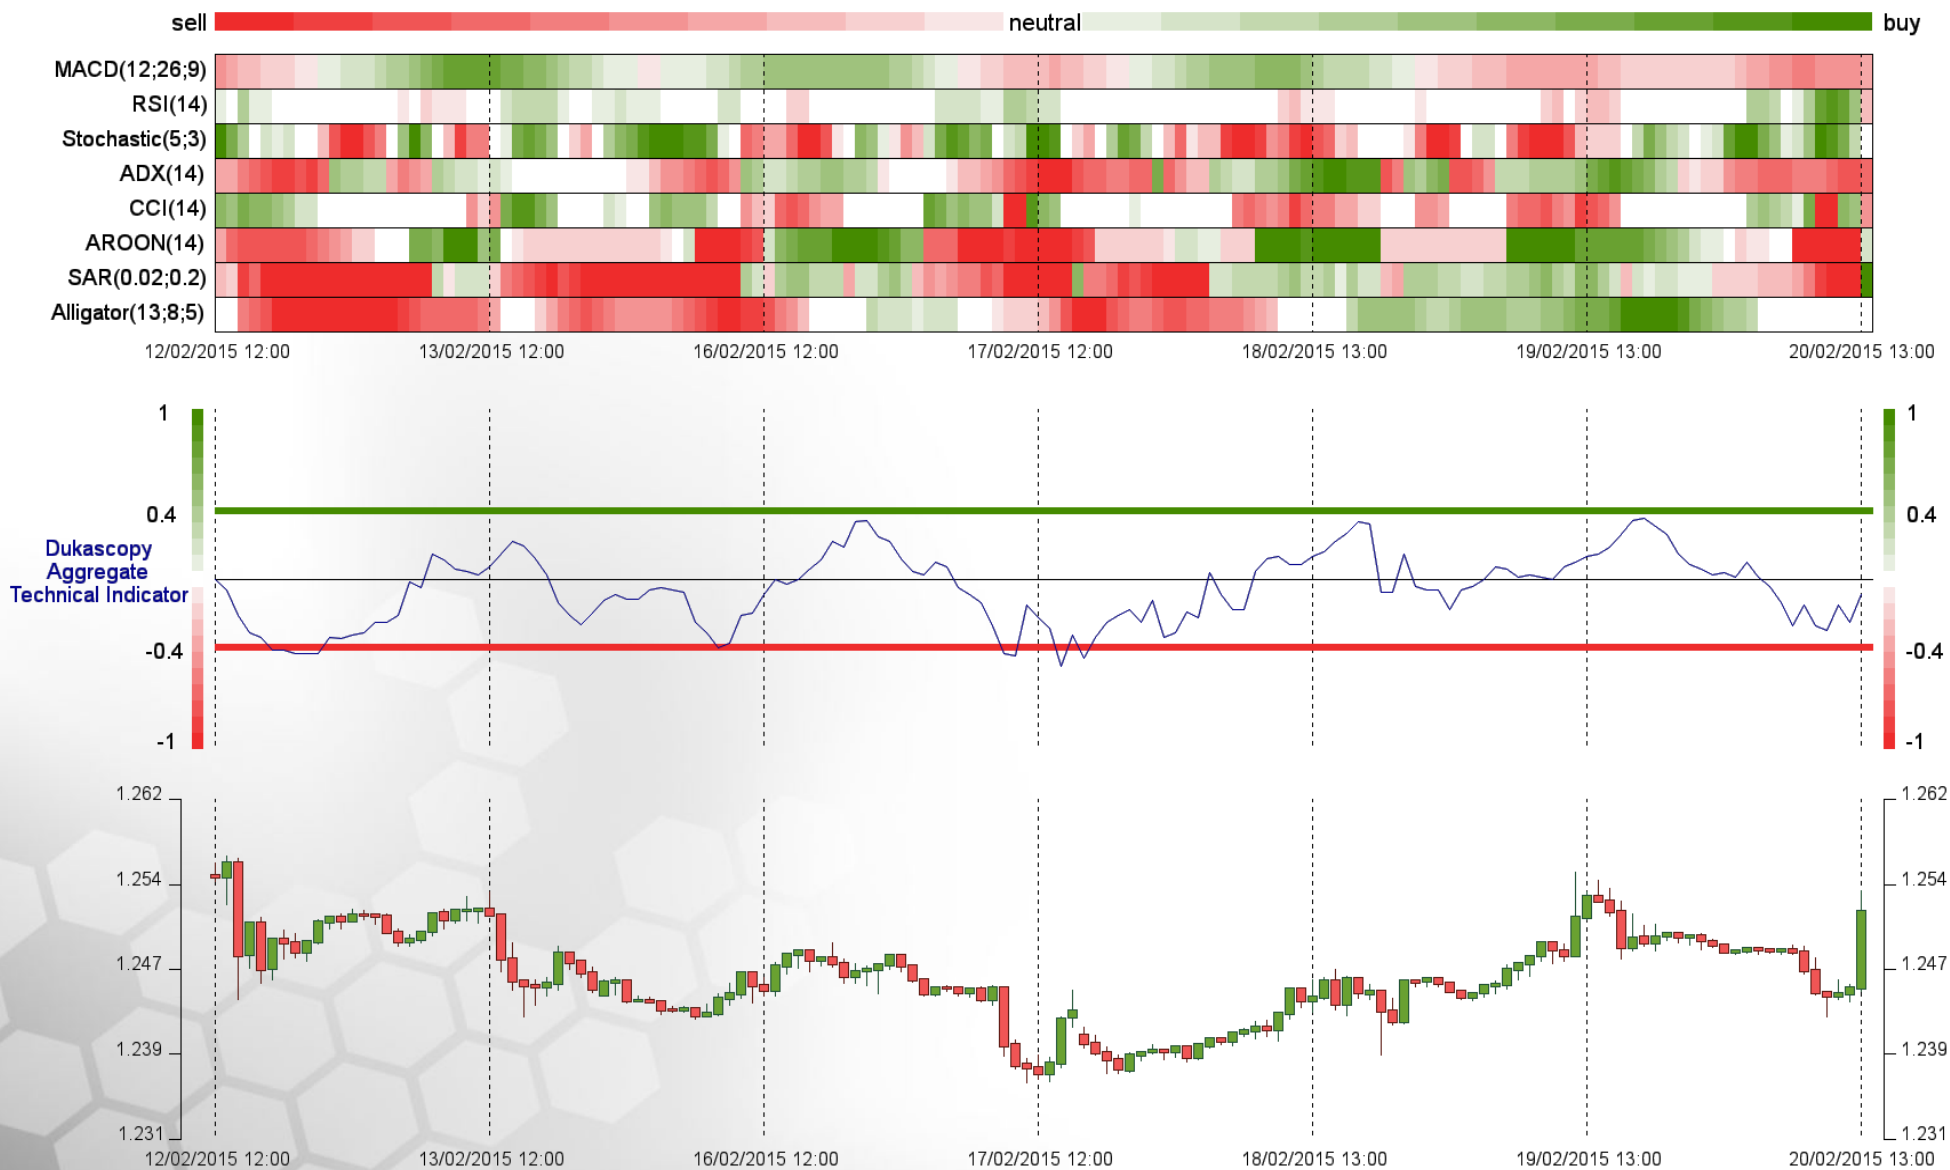 sell neutral buy
MACD(12;26;9)
RSI(14)
Stochastic(5;3)
ADX(14)
CCI(14)
AROON(14)
SAR(0.02;0.2)
Alligator(13;8;5)
12/02/2015 12:00 13/02/2015 12:00 16/02/2015 12:00 17/02/2015 12:00 18/02/2015 13:00 19/02/2015 13:00 20/02/2015 13:00
1 1
0.4 0.4
Dukascopy
Aggregate
Technical Indicator
-0.4 -0.4
-1 -1
1.262 1.262
1.254 1.254
1.247 1.247
1.239 1.239
1.231 1.231
12/02/2015 12:00 13/02/2015 12:00 16/02/2015 12:00 17/02/2015 12:00 18/02/2015 13:00 19/02/2015 13:00 20/02/2015 13:00